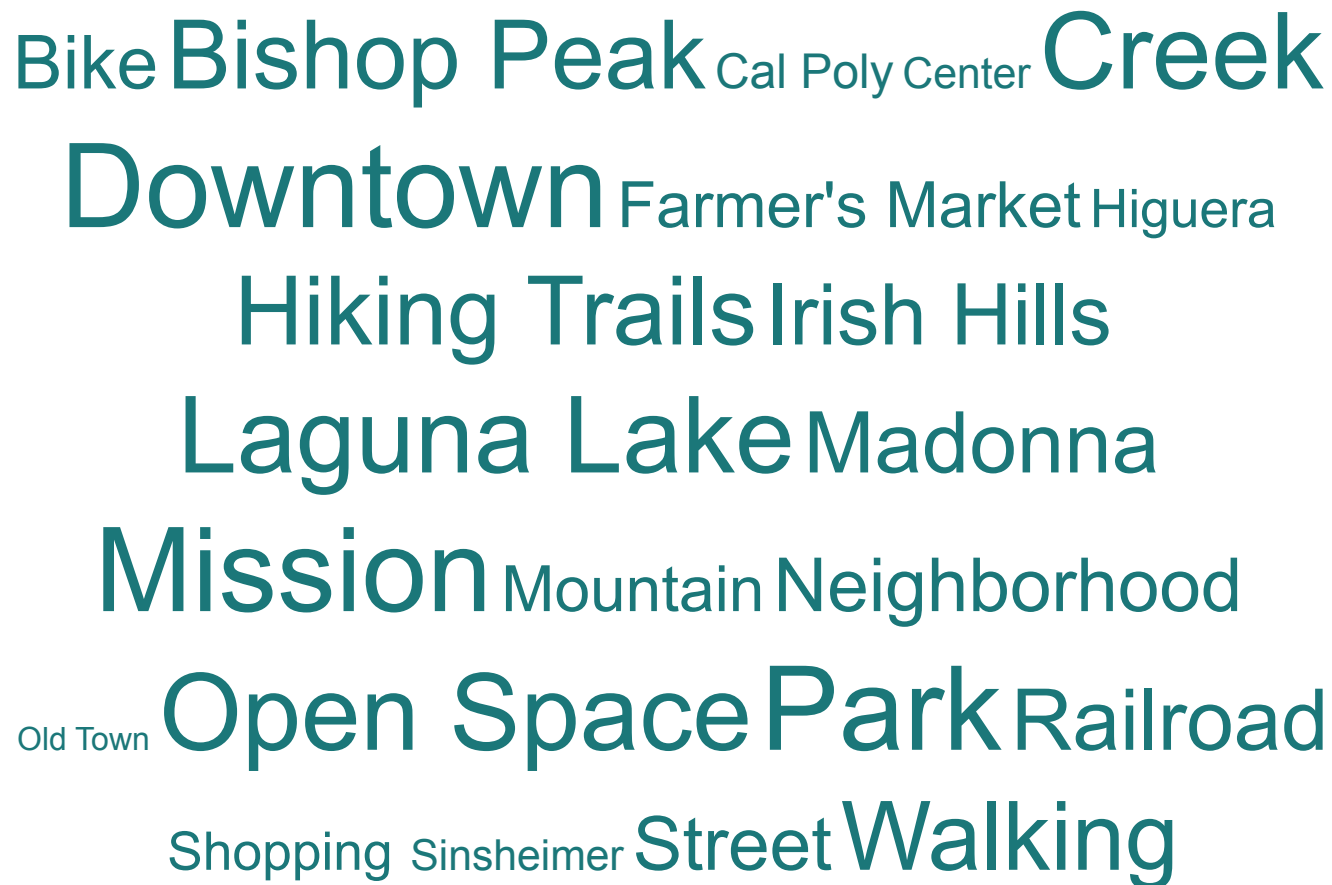 Bike Bishop Peak Cal Poly Center Creek
Downtown Farmer's Market Higuera
Hiking Trails Irish Hills
Laguna Lake Madonna
Mission Mountain Neighborhood
Old Town Open Space Park Railroad
Shopping Sinsheimer Street Walking